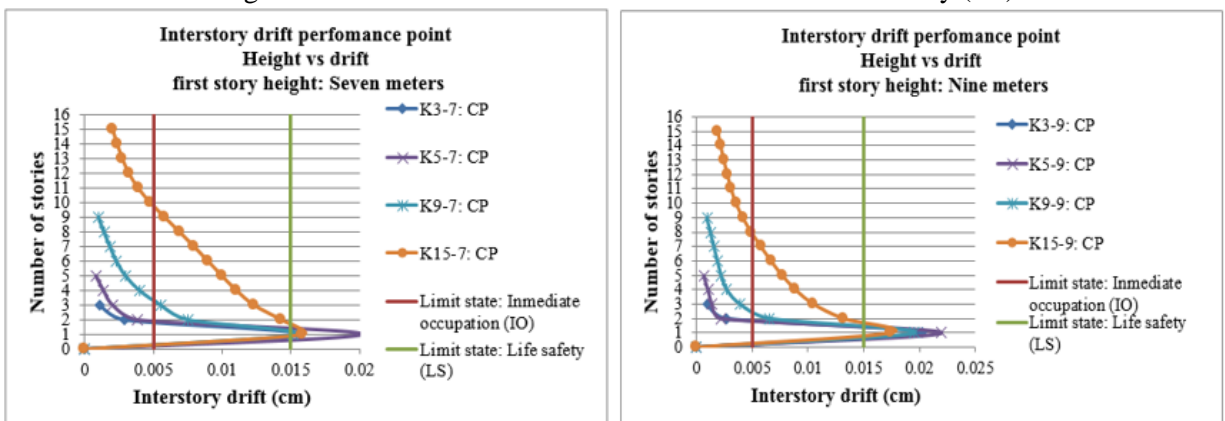 Interstory drift perfomance point
Height vs drift
first story height: Seven meters
Number of stories
16
15
14
13
12
11
10
9
8
7
6
5
4
3
2
1
0
0
0.005
0.01
0.015
0.02
Interstory drift (cm)
K3-7: CP
K5-7: CP
K9-7: CP
K15-7: CP
Limit state: Inmediate
occupation (IO)
Limit state: Life safety
(LS)
Interstory drift perfomance point
Height vs drift
first story height: Nine meters
Number of stories
16
15
14
13
12
11
10
9
8
7
6
5
4
3
2
1
0
0
0.005
0.01
0.015
0.02
0.025
Interstory drift (cm)
K3-9: CP
K5-9: CP
K9-9: CP
K15-9: CP
Limit state: Inmediate
occupation (IO)
Limit state: Life safety
(LS)